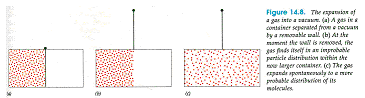 Figure 14.8. The expansion of
a gas into a vacuum. (a) A gas in a
container separated from a vacuum
by a removable wall. (b) At the
moment the wall is removed, the
gas finds itself in an improbable
particle distribution within the
now larger container. (c) The gas
expands spontaneously to a more
probable distribution of its
molecules.
(a) (b) (c)